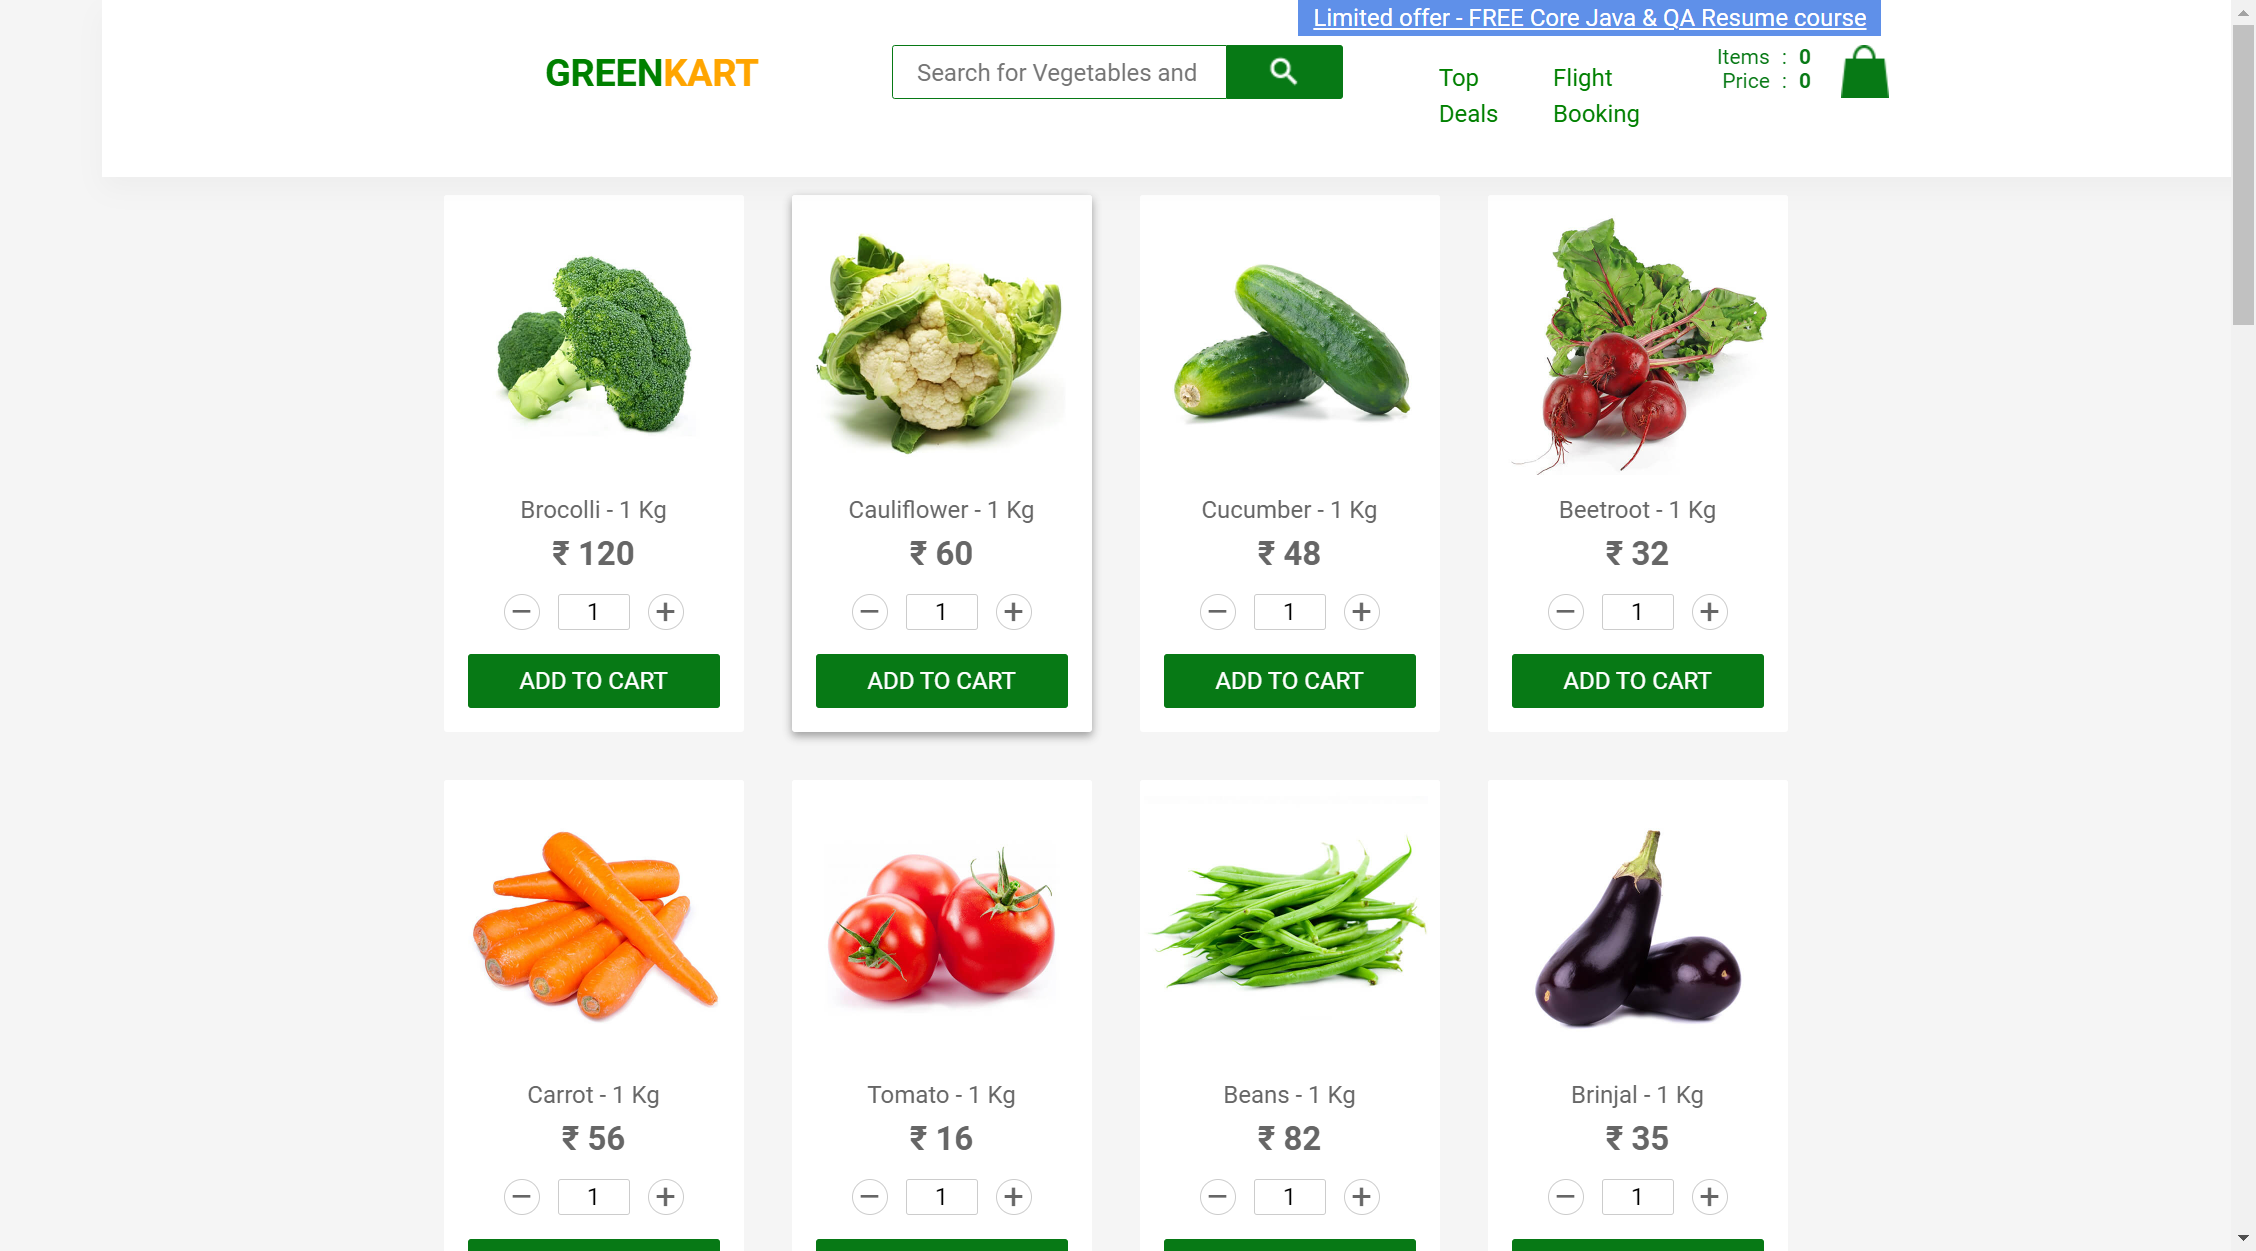 Limited offer - FREE Core Java & QA Resume course
GREENKART
Search for Vegetables and
Top Deals
Flight Booking
Items : 0
Price : 0
Brocolli - 1 Kg
₹ 120
− 1 +
ADD TO CART
Cauliflower - 1 Kg
₹ 60
− 1 +
ADD TO CART
Cucumber - 1 Kg
₹ 48
− 1 +
ADD TO CART
Beetroot - 1 Kg
₹ 32
− 1 +
ADD TO CART
Carrot - 1 Kg
₹ 56
− 1 +
Tomato - 1 Kg
₹ 16
− 1 +
Beans - 1 Kg
₹ 82
− 1 +
Brinjal - 1 Kg
₹ 35
− 1 +